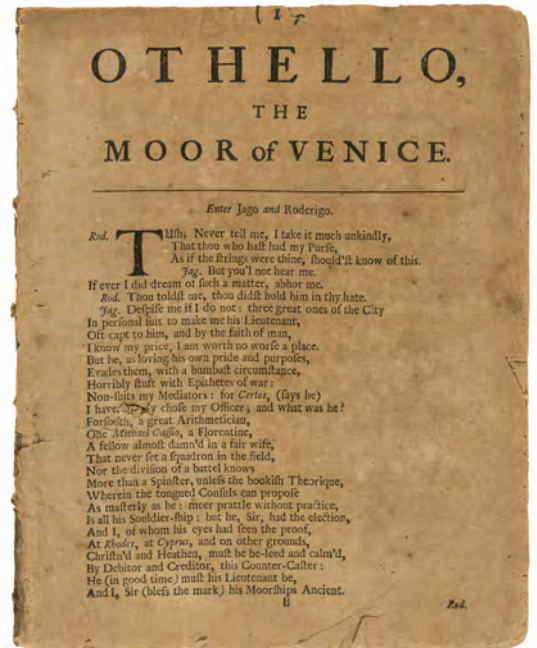 ( 1 )
OTHELLO,
THE
MOOR of VENICE.
Enter Jago and Roderigo.
Rod. TUſh; Never tell me, I take it much unkindly,
That thou who haſt had my Purſe,
As if the ſtrings were thine, ſhould'ſt know of this.
Jag. But you'l not hear me.
If ever I did dream of ſuch a matter, abhor me.
Rod. Thou toldſt me, thou didſt hold him in thy hate.
Jag. Deſpiſe me if I do not: three great ones of the City
In perſonal ſuit to make me his Lieutenant,
Oft capt to him, and by the faith of man,
I know my price, I am worth no worſe a place.
But he, as loving his own pride and purpoſes,
Evades them, with a bumbaſt circumſtance,
Horribly ſtuft with Epithetes of war:
Non-ſuits my Mediators: for Certes, (ſays he)
I have choſe my Officer; and what was he?
Forſooth, a great Arithmetician,
One Michael Caſſio, a Florentine,
A fellow almoſt damn'd in a fair wife,
That never ſet a ſquadron in the field,
Nor the diviſion of a battel knows
More than a Spinſter, unleſs the bookiſh Theorique,
Wherein the tongued Conſuls can propoſe
As maſterly as he: meer prattle without practice,
Is all his Souldier-ſhip: but he, Sir, had the election,
And I, of whom his eyes had ſeen the proof,
At Rhodes, at Cyprus, and on other grounds,
Chriſtn'd and Heathen, muſt be be-leed and calm'd,
By Debitor and Creditor, this Counter-Caſter:
He (in good time) muſt his Lieutenant be,
And I, Sir (bleſs the mark) his Moorſhips Ancient.
B
Rod.